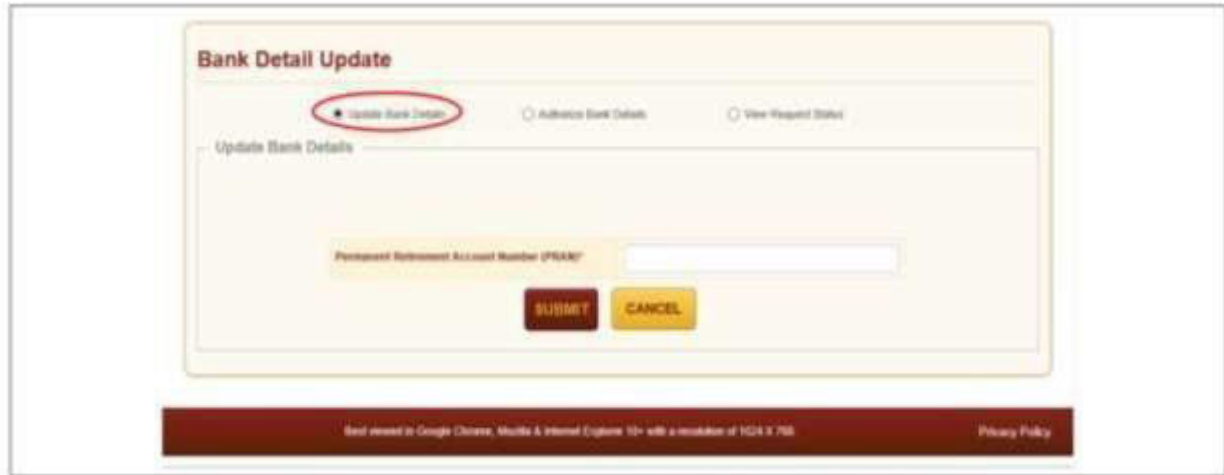 Bank Detail Update
Update Bank Details Authorize Bank Details View Request Status
Update Bank Details
Permanent Retirement Account Number (PRAN)*
SUBMIT CANCEL
Best viewed in Google Chrome, Mozilla & Internet Explorer 10+ with a resolution of 1024 X 768. Privacy Policy